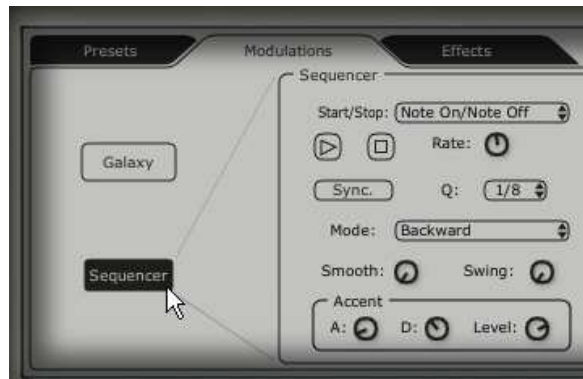 Presets Modulations Effects
Sequencer
Start/Stop: Note On/Note Off
Galaxy
Rate:
Sync. Q: 1/8
Mode: Backward
Sequencer
Smooth: Swing:
Accent
A: D: Level: